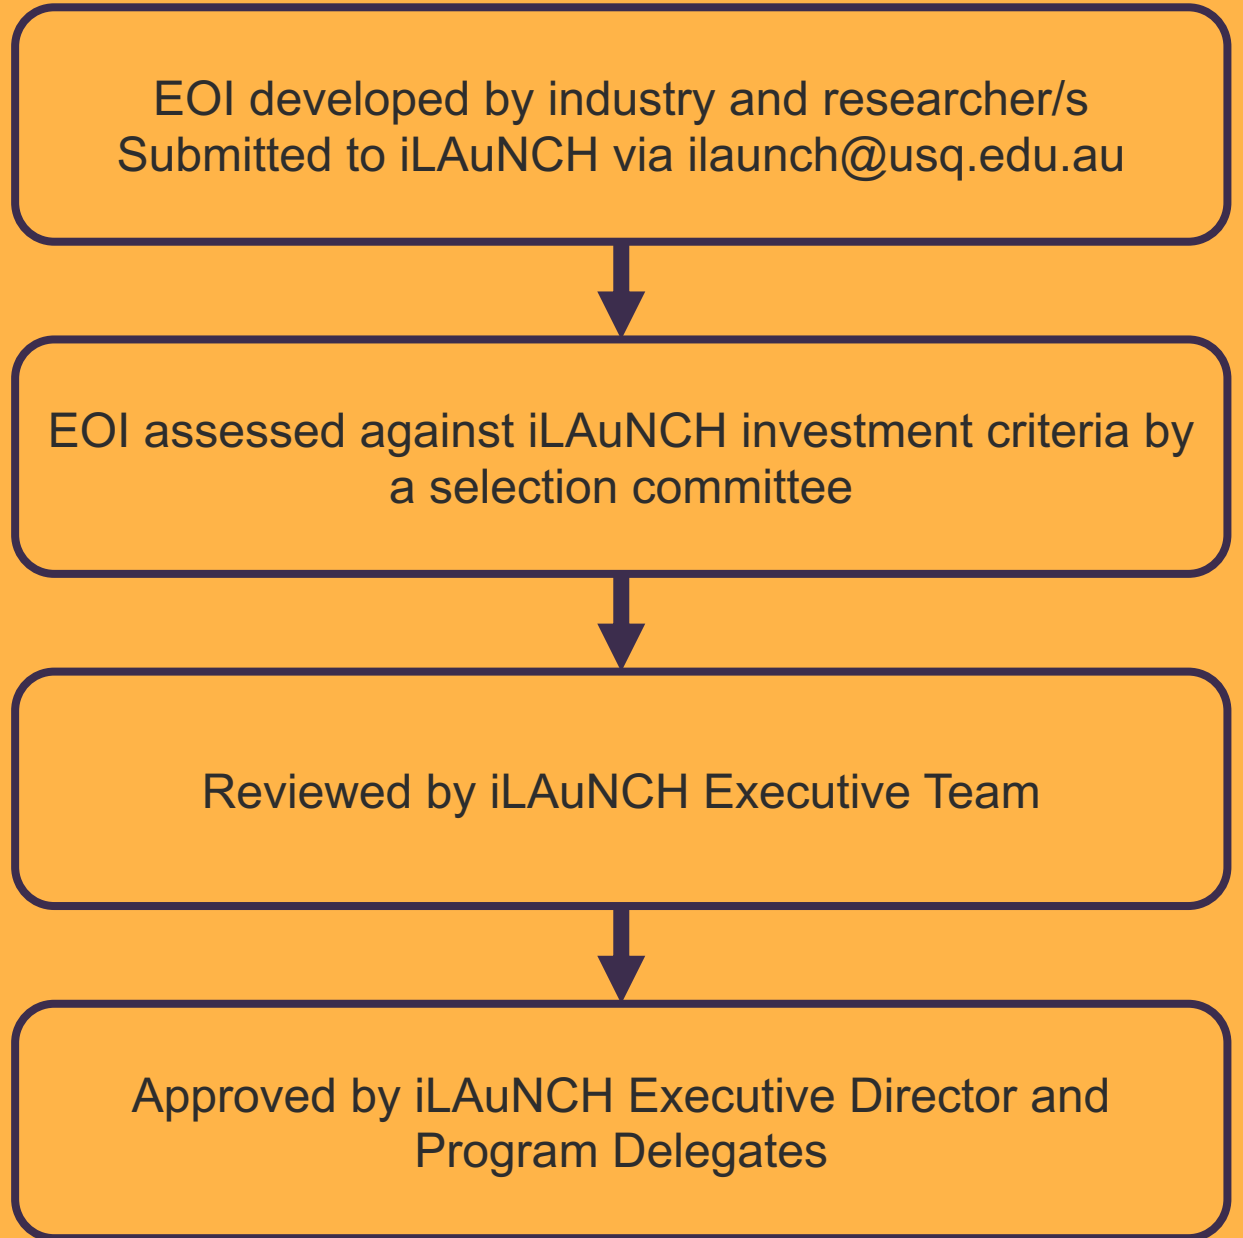 EOI developed by industry and researcher/s
Submitted to iLAuNCH via ilaunch@usq.edu.au
EOI assessed against iLAuNCH investment criteria by
a selection committee
Reviewed by iLAuNCH Executive Team
Approved by iLAuNCH Executive Director and
Program Delegates